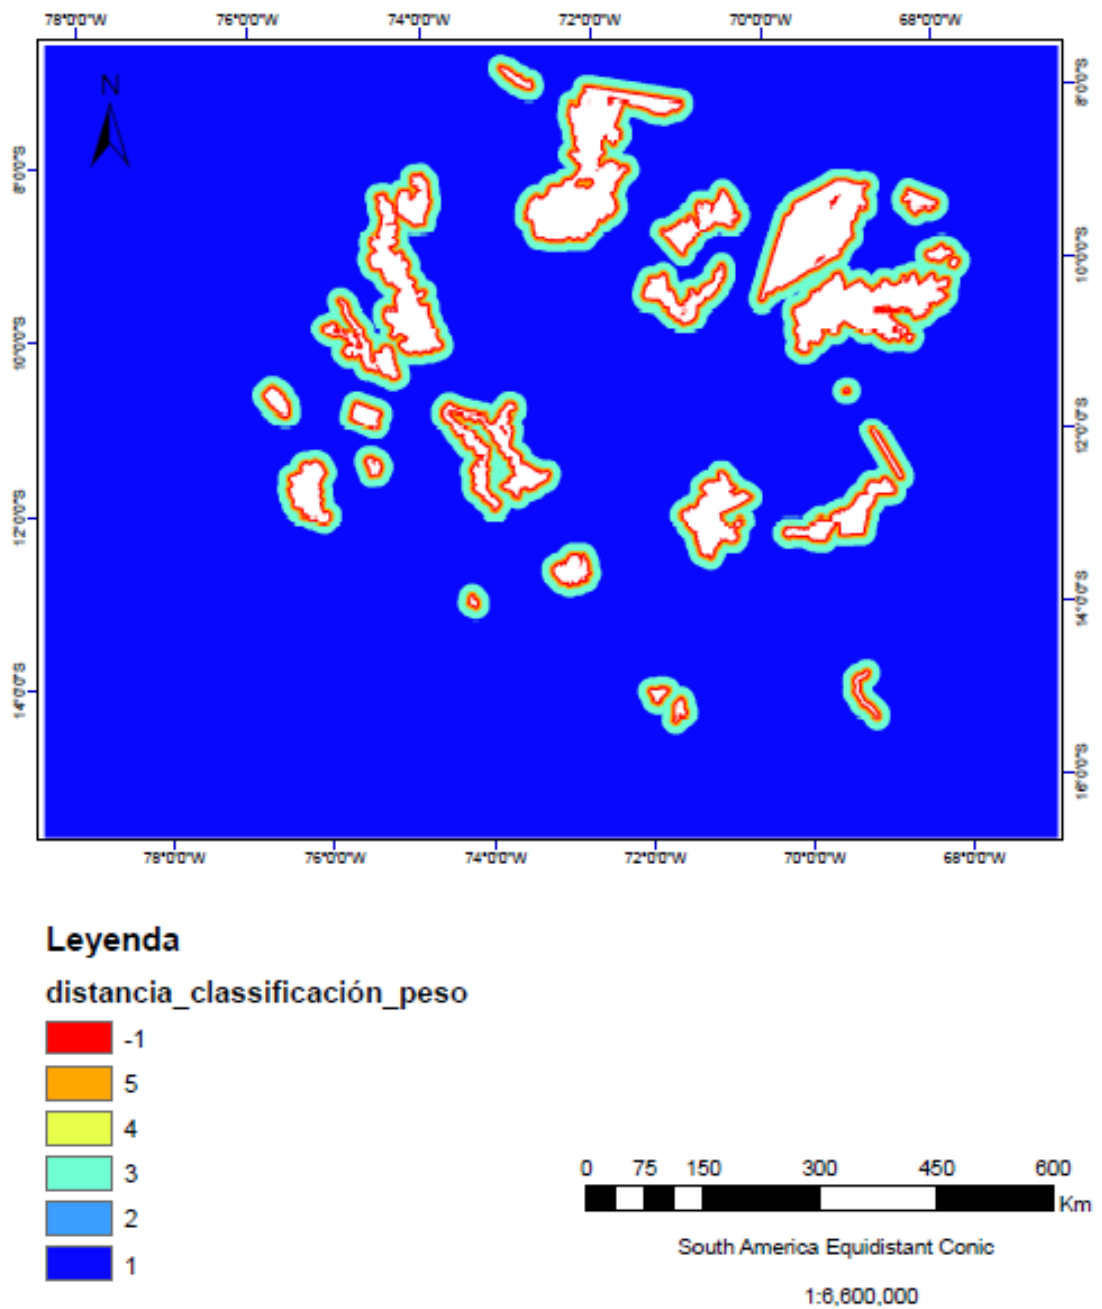 78°0'0"W 76°0'0"W 74°0'0"W 72°0'0"W 70°0'0"W 68°0'0"W
N
8°0'0"S
10°0'0"S
12°0'0"S
14°0'0"S
8°0'0"S
10°0'0"S
12°0'0"S
14°0'0"S
16°0'0"S
78°0'0"W 76°0'0"W 74°0'0"W 72°0'0"W 70°0'0"W 68°0'0"W
Leyenda
distancia_classificación_peso
-1
5
4
3
2
1
0 75 150 300 450 600
Km
South America Equidistant Conic
1:6,600,000